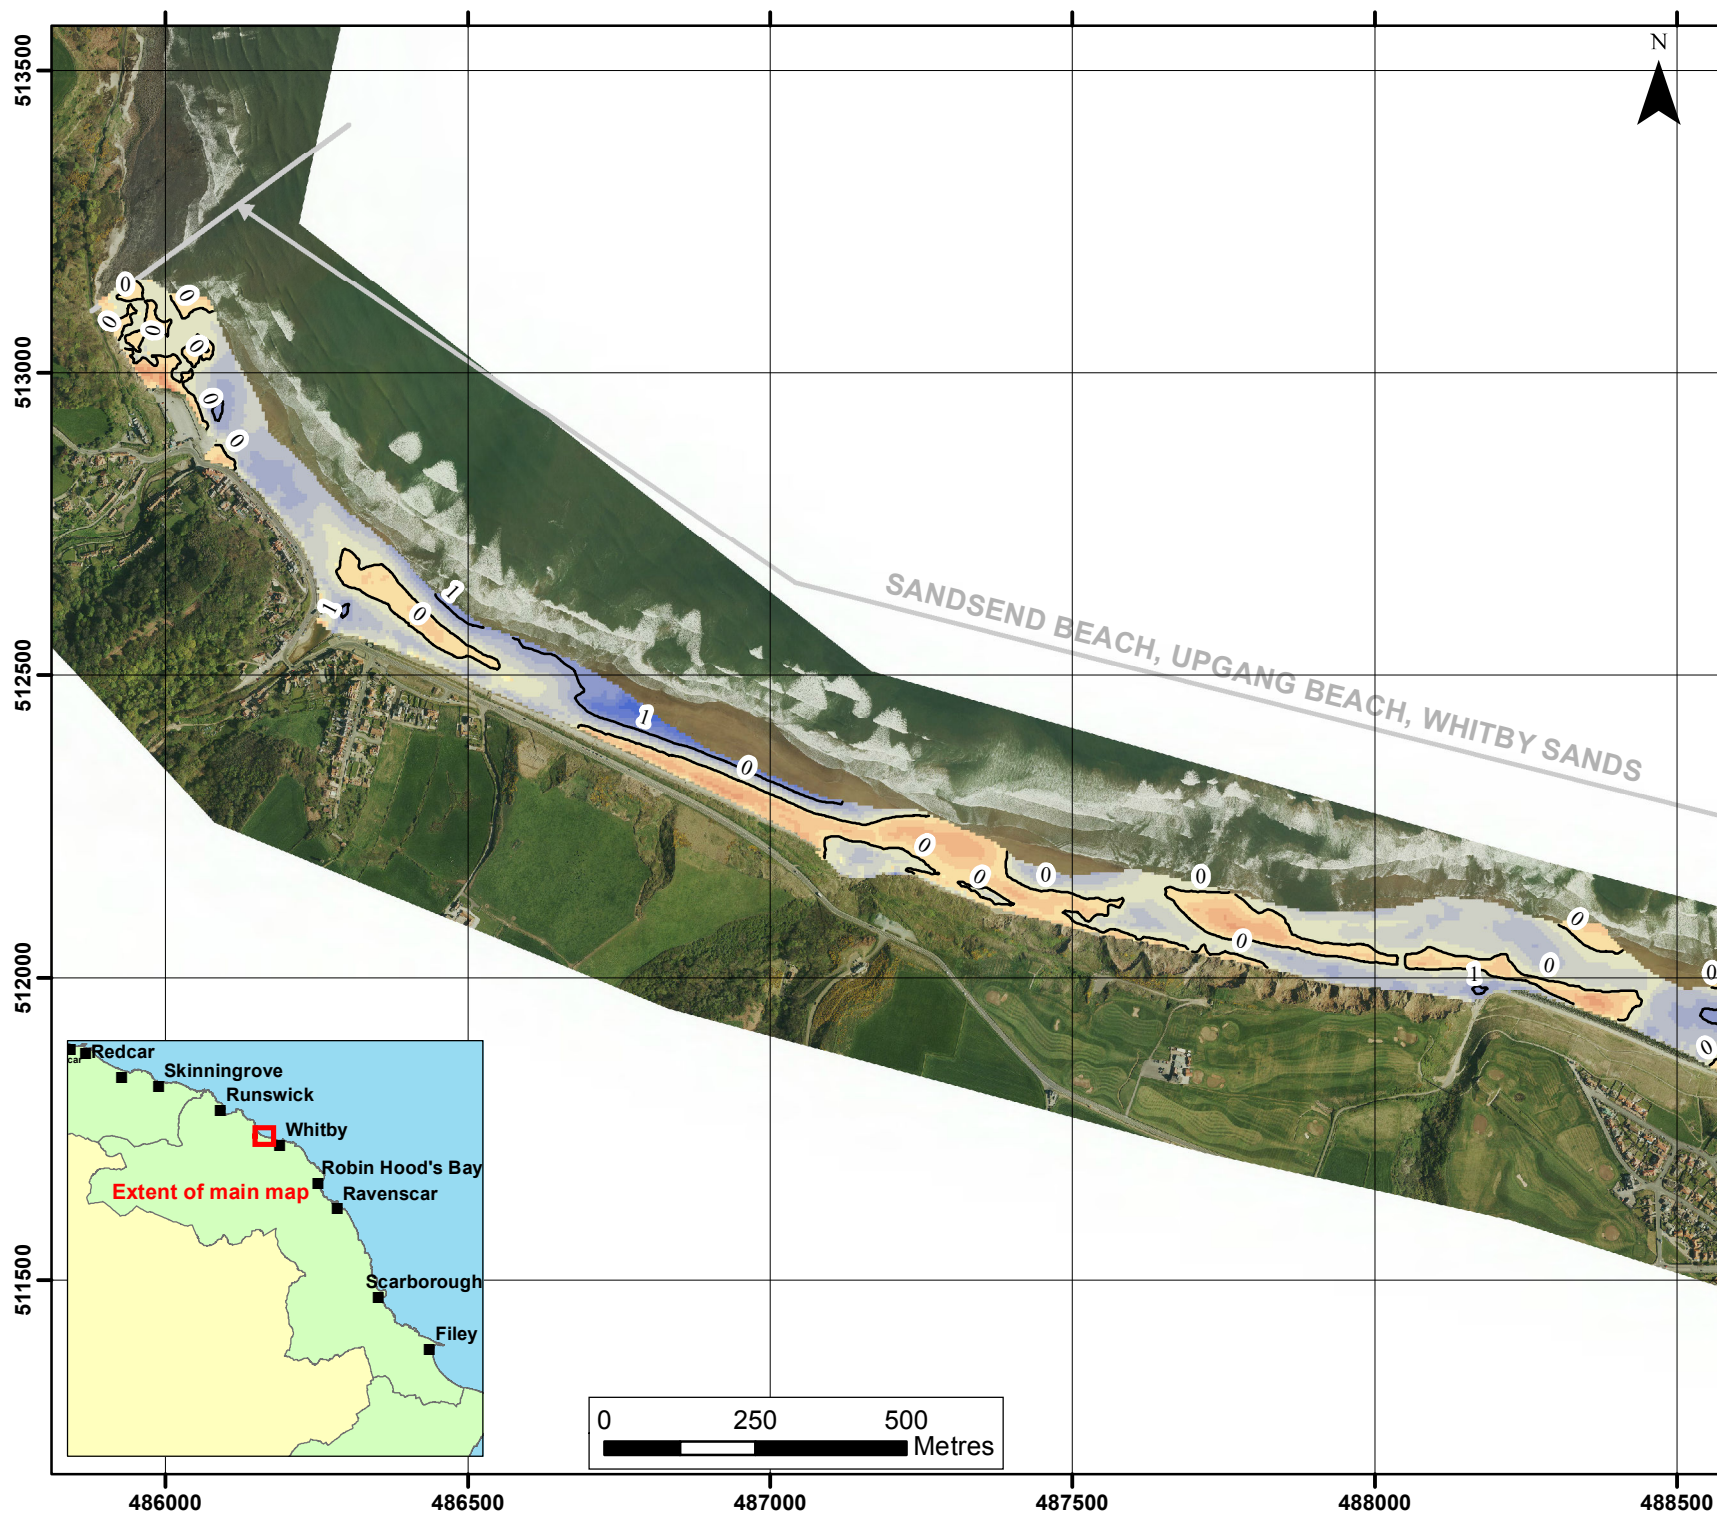 N
513500
513000
512500
512000
511500
0
0
0
0
0
0
0
1
0
1
SANDSEND BEACH, UPGANG BEACH, WHITBY SANDS
1
0
0
0
0
0
0
0
0
1
0
0
Redcar
car
Skinningrove
Runswick
Whitby
Robin Hood's Bay
Extent of main map
Ravenscar
Scarborough
Filey
0 250 500
Metres
486000 486500 487000 487500 488000 488500